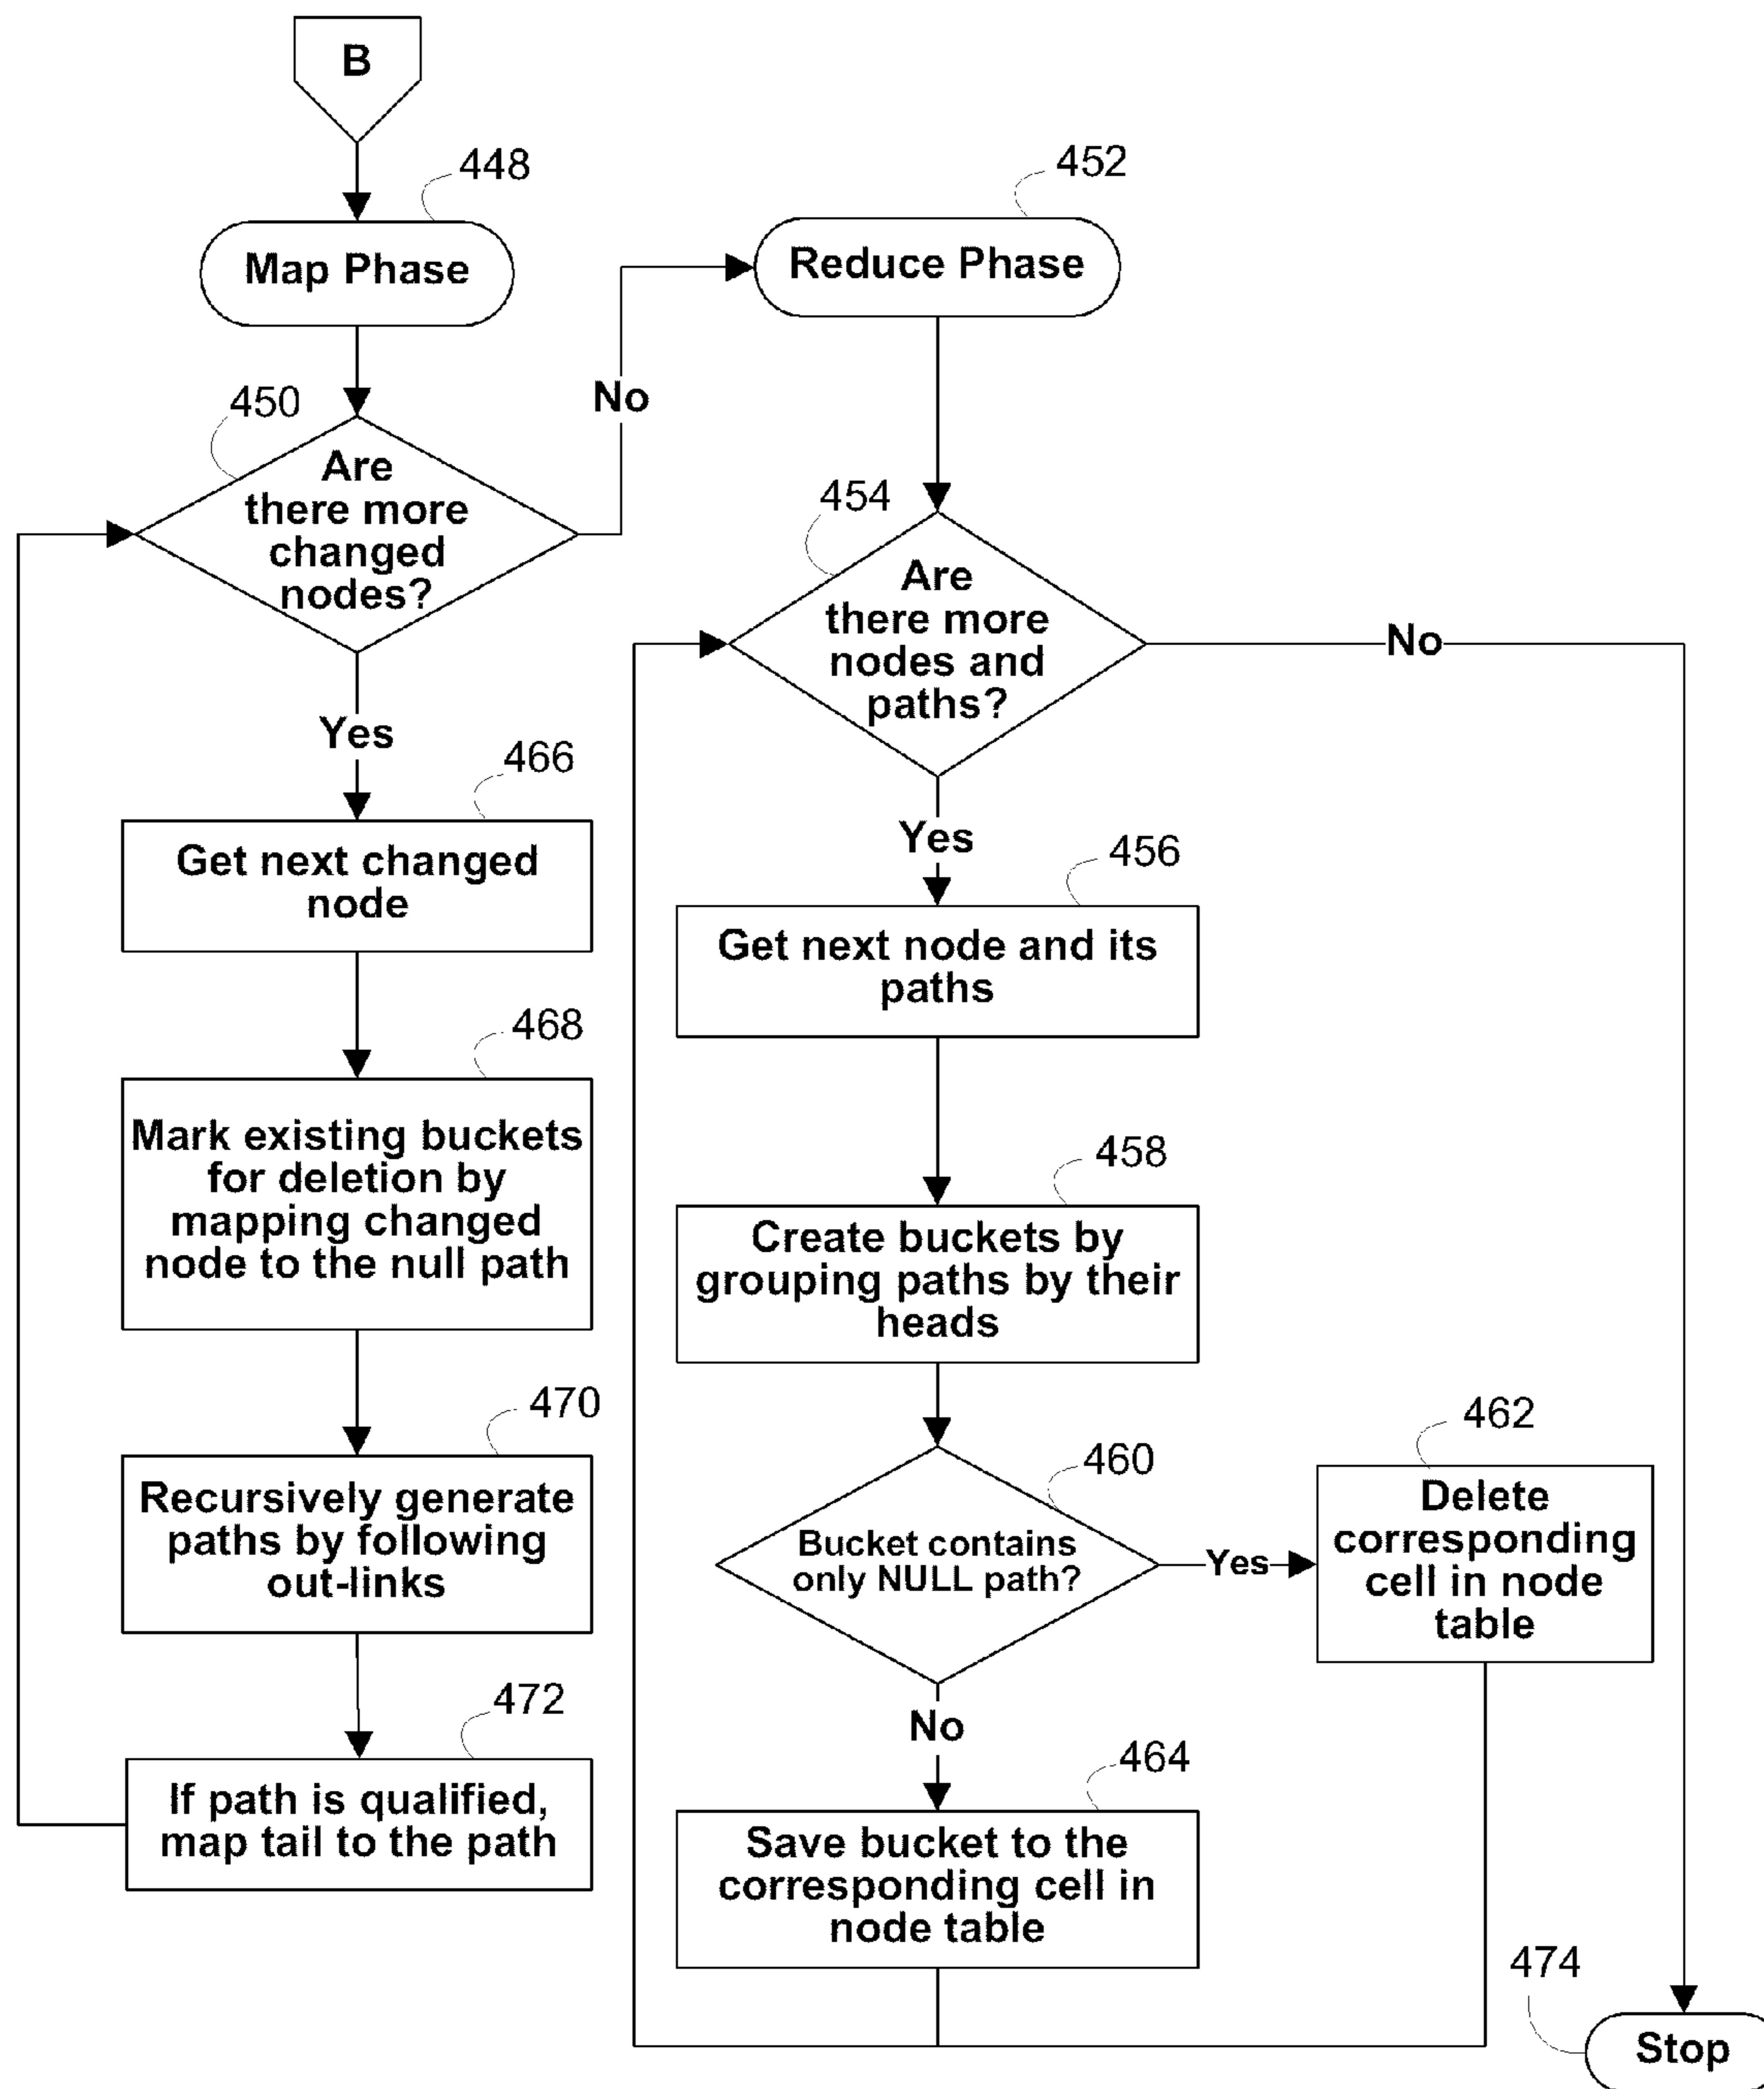 B
448
Map Phase
450
Are
there more
changed
nodes?
No
Yes
466
Get next changed
node
468
Mark existing buckets
for deletion by
mapping changed
node to the null path
470
Recursively generate
paths by following
out-links
472
If path is qualified,
map tail to the path
452
Reduce Phase
454
Are
there more
nodes and
paths?
No
Yes
456
Get next node and its
paths
458
Create buckets by
grouping paths by their
heads
460
Bucket contains
only NULL path?
Yes
462
Delete
corresponding
cell in node
table
No
464
Save bucket to the
corresponding cell in
node table
474
Stop